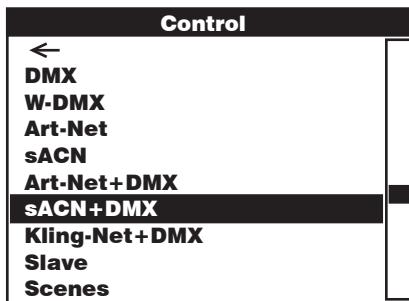 Control
←
DMX
W-DMX
Art-Net
sACN
Art-Net+DMX
sACN+DMX
Kling-Net+DMX
Slave
Scenes